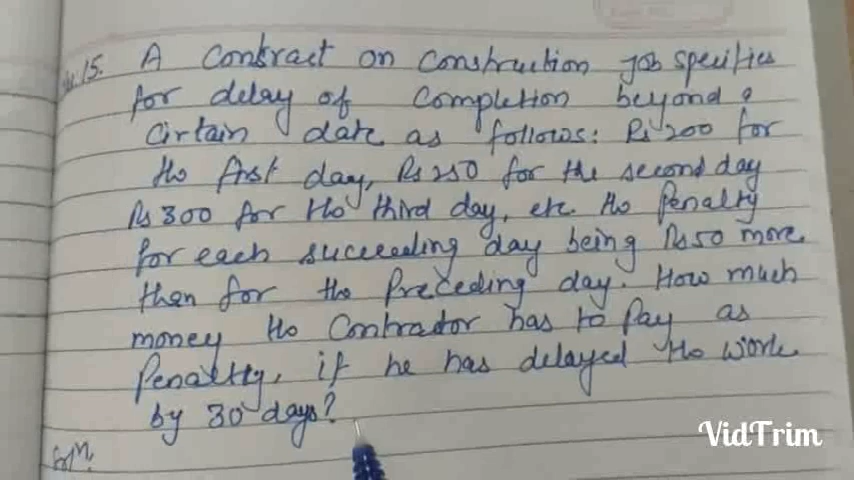 15. A Contract on Construction Job specifies
for delay of Completion beyond a
Cirtain date as follows: Rs 200 for
the first day, Rs 250 for the second day
Rs 300 for the third day, etc. the Penalty
for each succeeding day being Rs 50 more
than for the Preceding day. How much
money the Contractor has to Pay as
Penaltty, if he has delayed the work
by 30 days?
Solⁿ.
VidTrim